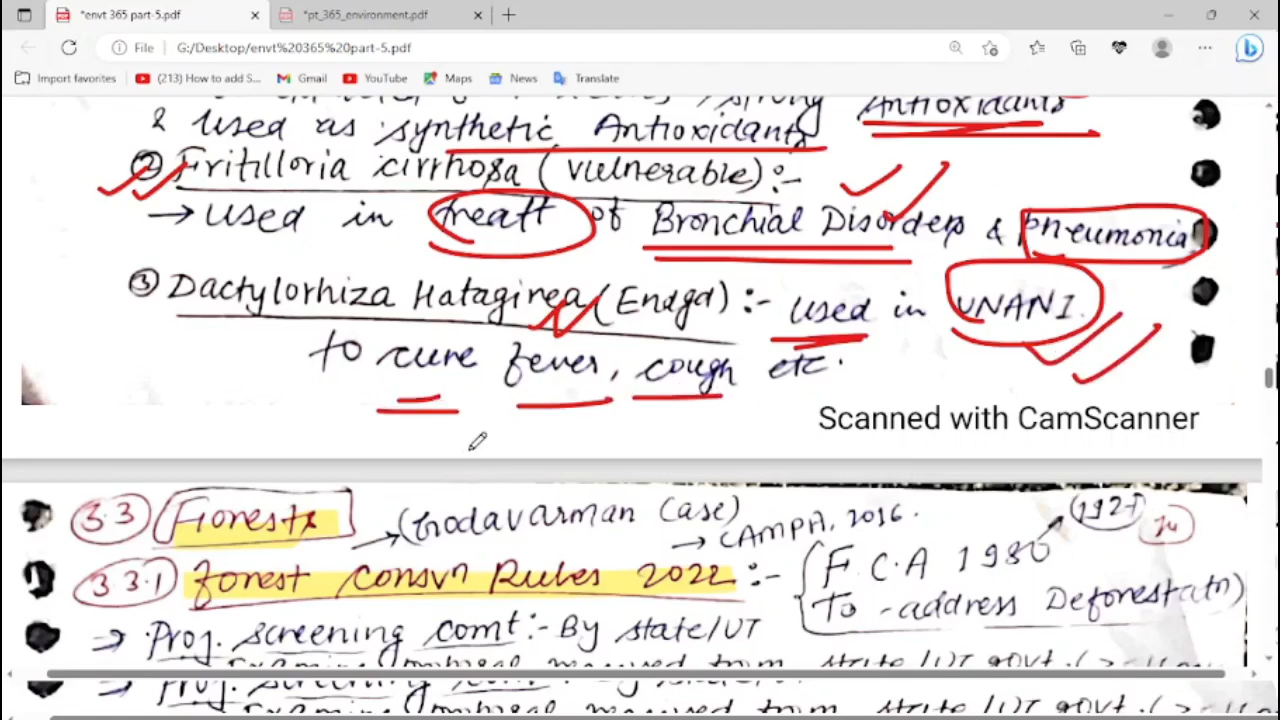 *envt 365 part-5.pdf
*pt_365_environment.pdf
File G:/Desktop/envt%20365%20part-5.pdf
Import favorites (213) How to add S... Gmail YouTube Maps News Translate
strong Antioxidants
& used as synthetic Antioxidants
② Fritilloria cirrhosa (vulnerable):-
→ Used in treatt of Bronchial Disorders & pneumonia
③ Dactylorhiza Hatagirea (Endgd) :- used in UNANI.
to cure fever, cough etc.
Scanned with CamScanner
3.3 Forests → (Godavarman Case)
→ CAMPA, 2016.
3.3.1 Forest Consvn Rules 2022 :-
F.C.A 1980
To address Deforestatn)
⇒ Proj. screening comt :- By state/UT